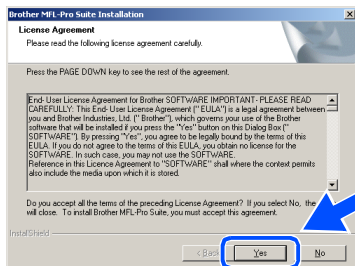 Brother MFL-Pro Suite Installation
License Agreement
Please read the following license agreement carefully.
Press the PAGE DOWN key to see the rest of the agreement.
End- User License Agreement for Brother SOFTWARE IMPORTANT- PLEASE READ
CAREFULLY: This End- User License Agreement (" EULA") is a legal agreement between
you and Brother Industries, Ltd. (" Brother"), which governs your use of the Brother
software that will be installed if you press the "Yes" button on this Dialog Box ("
SOFTWARE"). By pressing "Yes", you agree to be legally bound by the terms of this
EULA. If you do not agree to the terms of this EULA, you obtain no license for the
SOFTWARE. In such case, you may not use the SOFTWARE.
Reference in this License Agreement to "SOFTWARE" shall where the context permits
also include the media upon which it is stored.
Do you accept all the terms of the preceding License Agreement? If you select No, the
will close. To install Brother MFL-Pro Suite, you must accept this agreement.
InstallShield
< Back
Yes
No